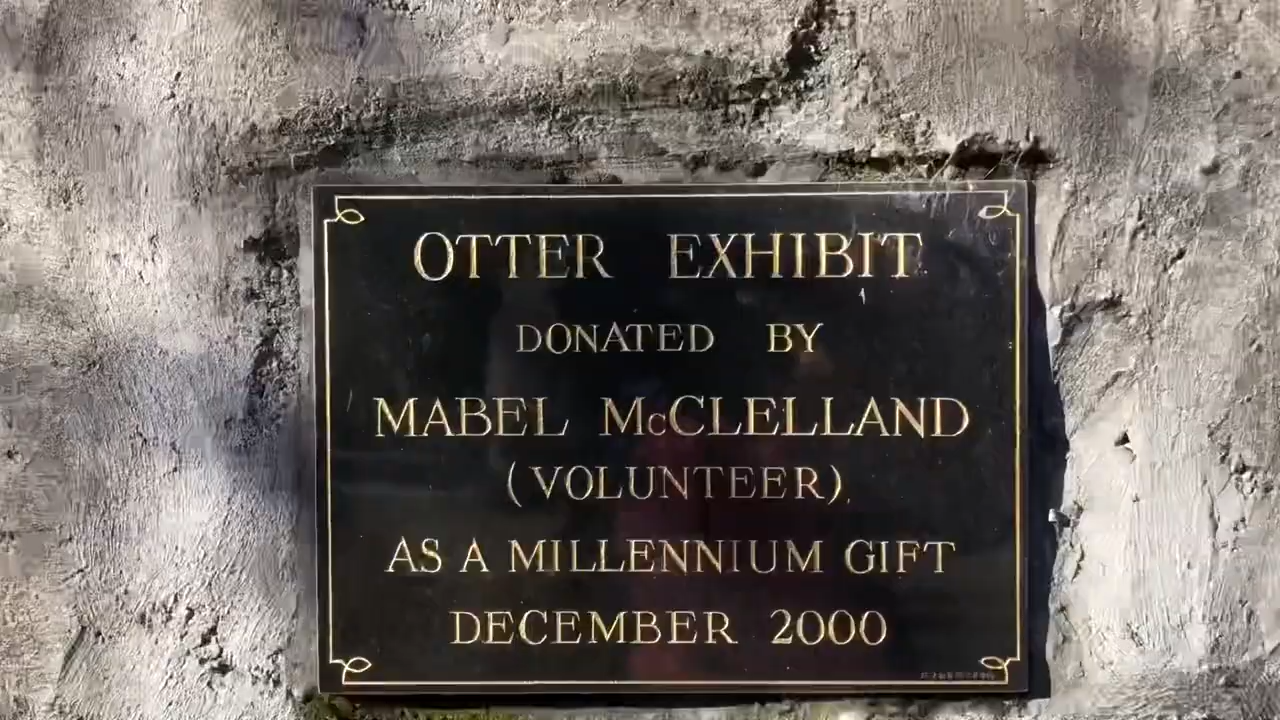 OTTER EXHIBIT
DONATED BY
MABEL McCLELLAND
(VOLUNTEER)
AS A MILLENNIUM GIFT
DECEMBER 2000